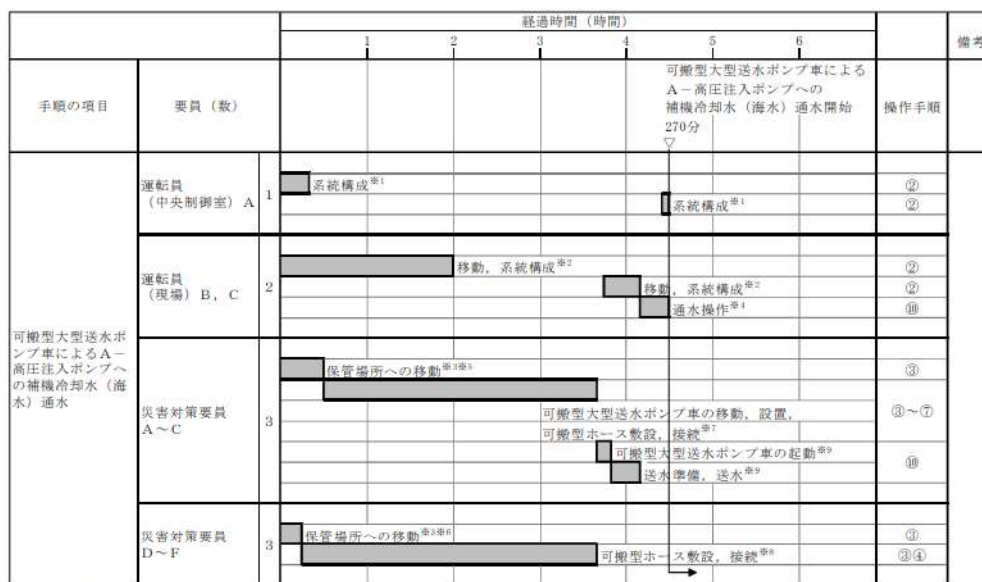 経過時間（時間）
備考
1 2 3 4 5 6
手順の項目
要員（数）
可搬型大型送水ポンプ車による
A－高圧注入ポンプへの
補機冷却水（海水）通水開始
270分
▽
操作手順
可搬型大型送水ポ
ンプ車によるA－
高圧注入ポンプへ
の補機冷却水（海
水）通水
運転員
（中央制御室）A
1
系統構成※1
②
系統構成※1
②
運転員
（現場）B，C
2
移動，系統構成※2
②
移動，系統構成※2
②
通水操作※4
⑩
災害対策要員
A～C
3
保管場所への移動※3※5
③
可搬型大型送水ポンプ車の移動，設置，
可搬型ホース敷設，接続※7
③～⑦
可搬型大型送水ポンプ車の起動※9
送水準備，送水※9
⑩
災害対策要員
D～F
3
保管場所への移動※3※6
③
可搬型ホース敷設，接続※8
③④